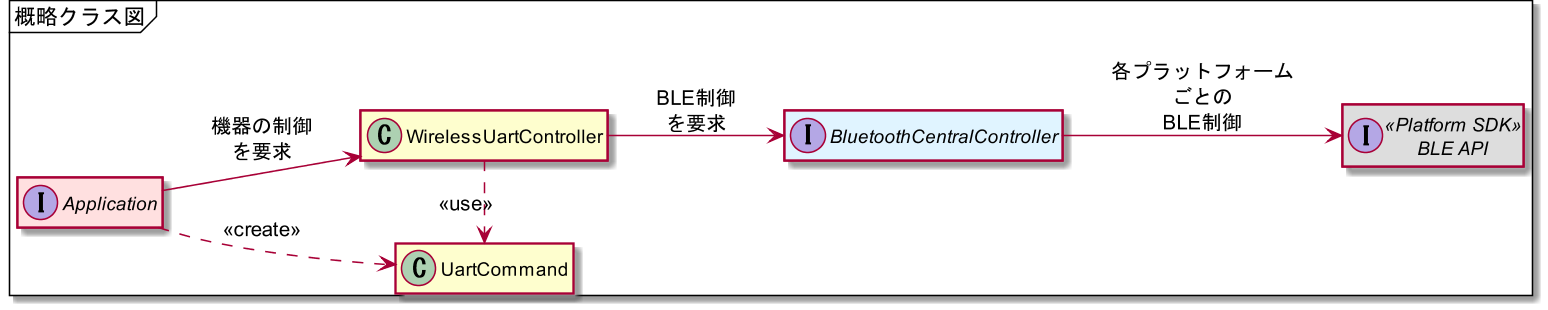 概略クラス図
機器の制御
を要求
C WirelessUartController
BLE制御
を要求
I BluetoothCentralController
各プラットフォーム
ごとの
BLE制御
I «Platform SDK»
BLE API
I Application
«create»
«use»
C UartCommand